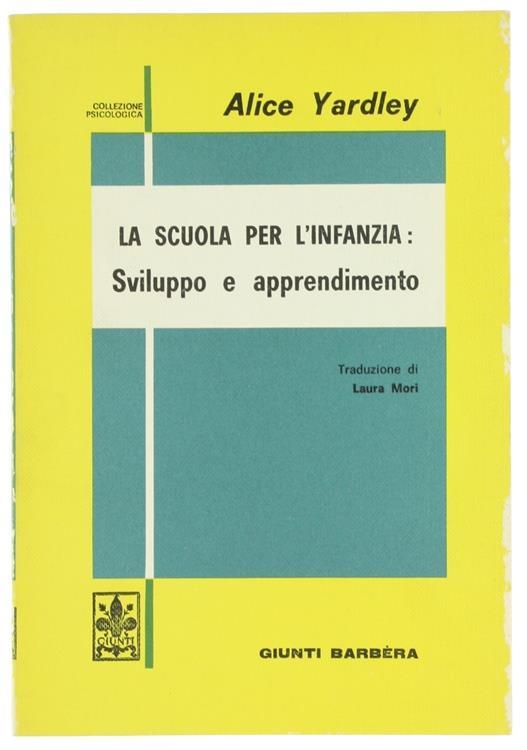 COLLEZIONE
PSICOLOGICA
Alice Yardley
LA SCUOLA PER L'INFANZIA:
Sviluppo e apprendimento
Traduzione di
Laura Mori
GIUNTI
GIUNTI BARBÈRA